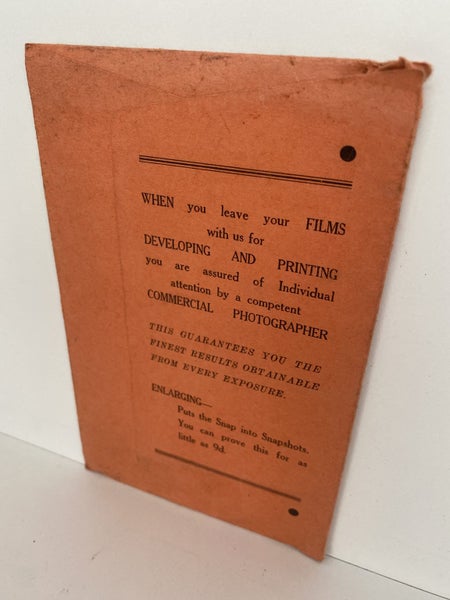 WHEN you leave your FILMS
with us for
DEVELOPING AND PRINTING
you are assured of Individual
attention by a competent
COMMERCIAL PHOTOGRAPHER
THIS GUARANTEES YOU THE
FINEST RESULTS OBTAINABLE
FROM EVERY EXPOSURE.
ENLARGING—
Puts the Snap into Snapshots.
You can prove this for as
little as 9d.